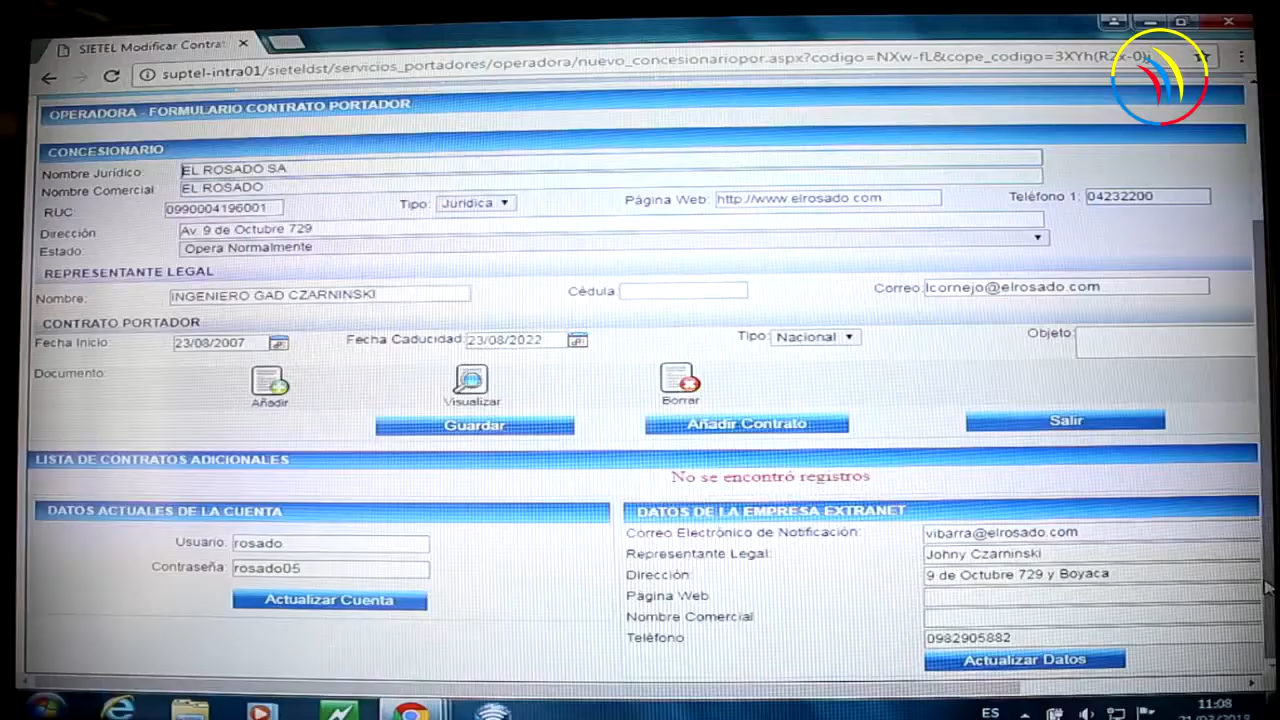 SIETEL Modificar Contra
suptel-intra01/sieteldst/servicios_portadores/operadora/nuevo_concesionariopor.aspx?codigo=NXw-fL&cope_codigo=3XYh(R2x-0)
OPERADORA - FORMULARIO CONTRATO PORTADOR
CONCESIONARIO
Nombre Jurídico: EL ROSADO SA
Nombre Comercial EL ROSADO
RUC: 0990004196001 Tipo: Jurídica Página Web: http://www elrosado com Teléfono 1: 04232200
Dirección Av. 9 de Octubre 729
Estado: Opera Normalmente
REPRESENTANTE LEGAL
Nombre: INGENIERO GAD CZARNINSKI Cédula: Correo: lcornejo@elrosado.com
CONTRATO PORTADOR
Fecha Inicio: 23/08/2007 Fecha Caducidad: 23/08/2022 Tipo: Nacional Objeto:
Documento:
Añadir Visualizar Borrar
Guardar Añadir Contrato Salir
LISTA DE CONTRATOS ADICIONALES
No se encontró registros
DATOS ACTUALES DE LA CUENTA
Usuario: rosado
Contraseña: rosado05
Actualizar Cuenta
DATOS DE LA EMPRESA EXTRANET
Correo Electrónico de Notificación: vibarra@elrosado.com
Representante Legal: Johny Czarninski
Dirección: 9 de Octubre 729 y Boyaca
Página Web
Nombre Comercial
Teléfono 0982905882
Actualizar Datos
ES 11:08